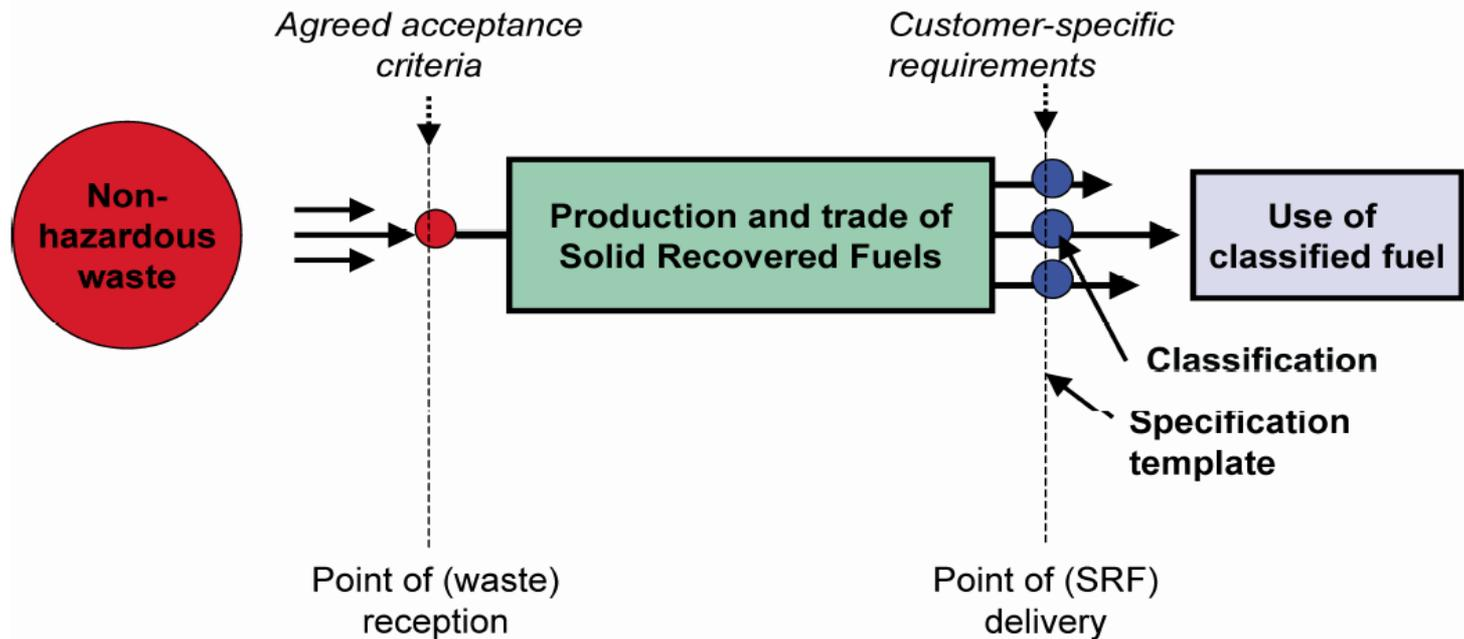 Agreed acceptance
criteria
Customer-specific
requirements
Non-
hazardous
waste
Production and trade of
Solid Recovered Fuels
Use of
classified fuel
Classification
Specification
template
Point of (waste)
reception
Point of (SRF)
delivery